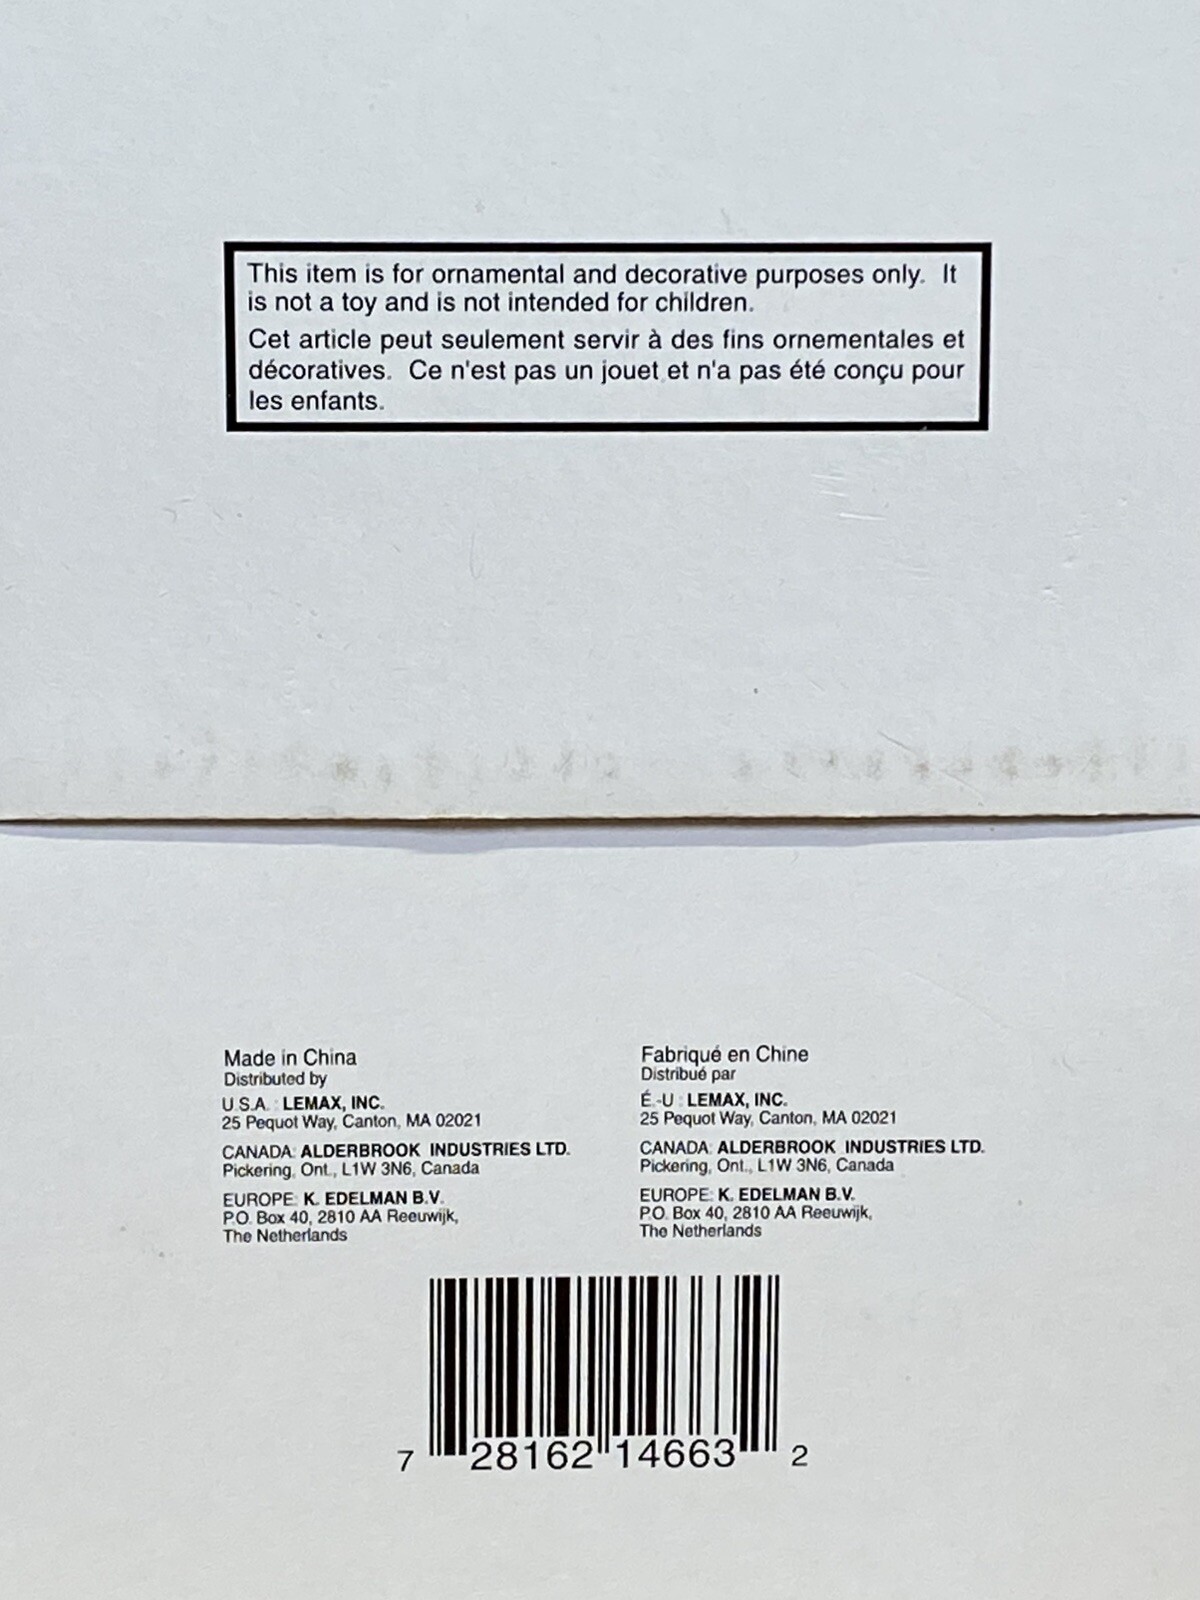 This item is for ornamental and decorative purposes only. It
is not a toy and is not intended for children.
Cet article peut seulement servir à des fins ornementales et
décoratives. Ce n'est pas un jouet et n'a pas été conçu pour
les enfants.
Made in China
Distributed by
U.S.A. : LEMAX, INC.
25 Pequot Way, Canton, MA 02021
CANADA: ALDERBROOK INDUSTRIES LTD.
Pickering, Ont., L1W 3N6, Canada
EUROPE: K. EDELMAN B.V.
P.O. Box 40, 2810 AA Reeuwijk,
The Netherlands
Fabriqué en Chine
Distribué par
É.-U : LEMAX, INC.
25 Pequot Way, Canton, MA 02021
CANADA: ALDERBROOK INDUSTRIES LTD.
Pickering, Ont., L1W 3N6, Canada
EUROPE: K. EDELMAN B.V.
P.O. Box 40, 2810 AA Reeuwijk,
The Netherlands
7 28162 14663 2